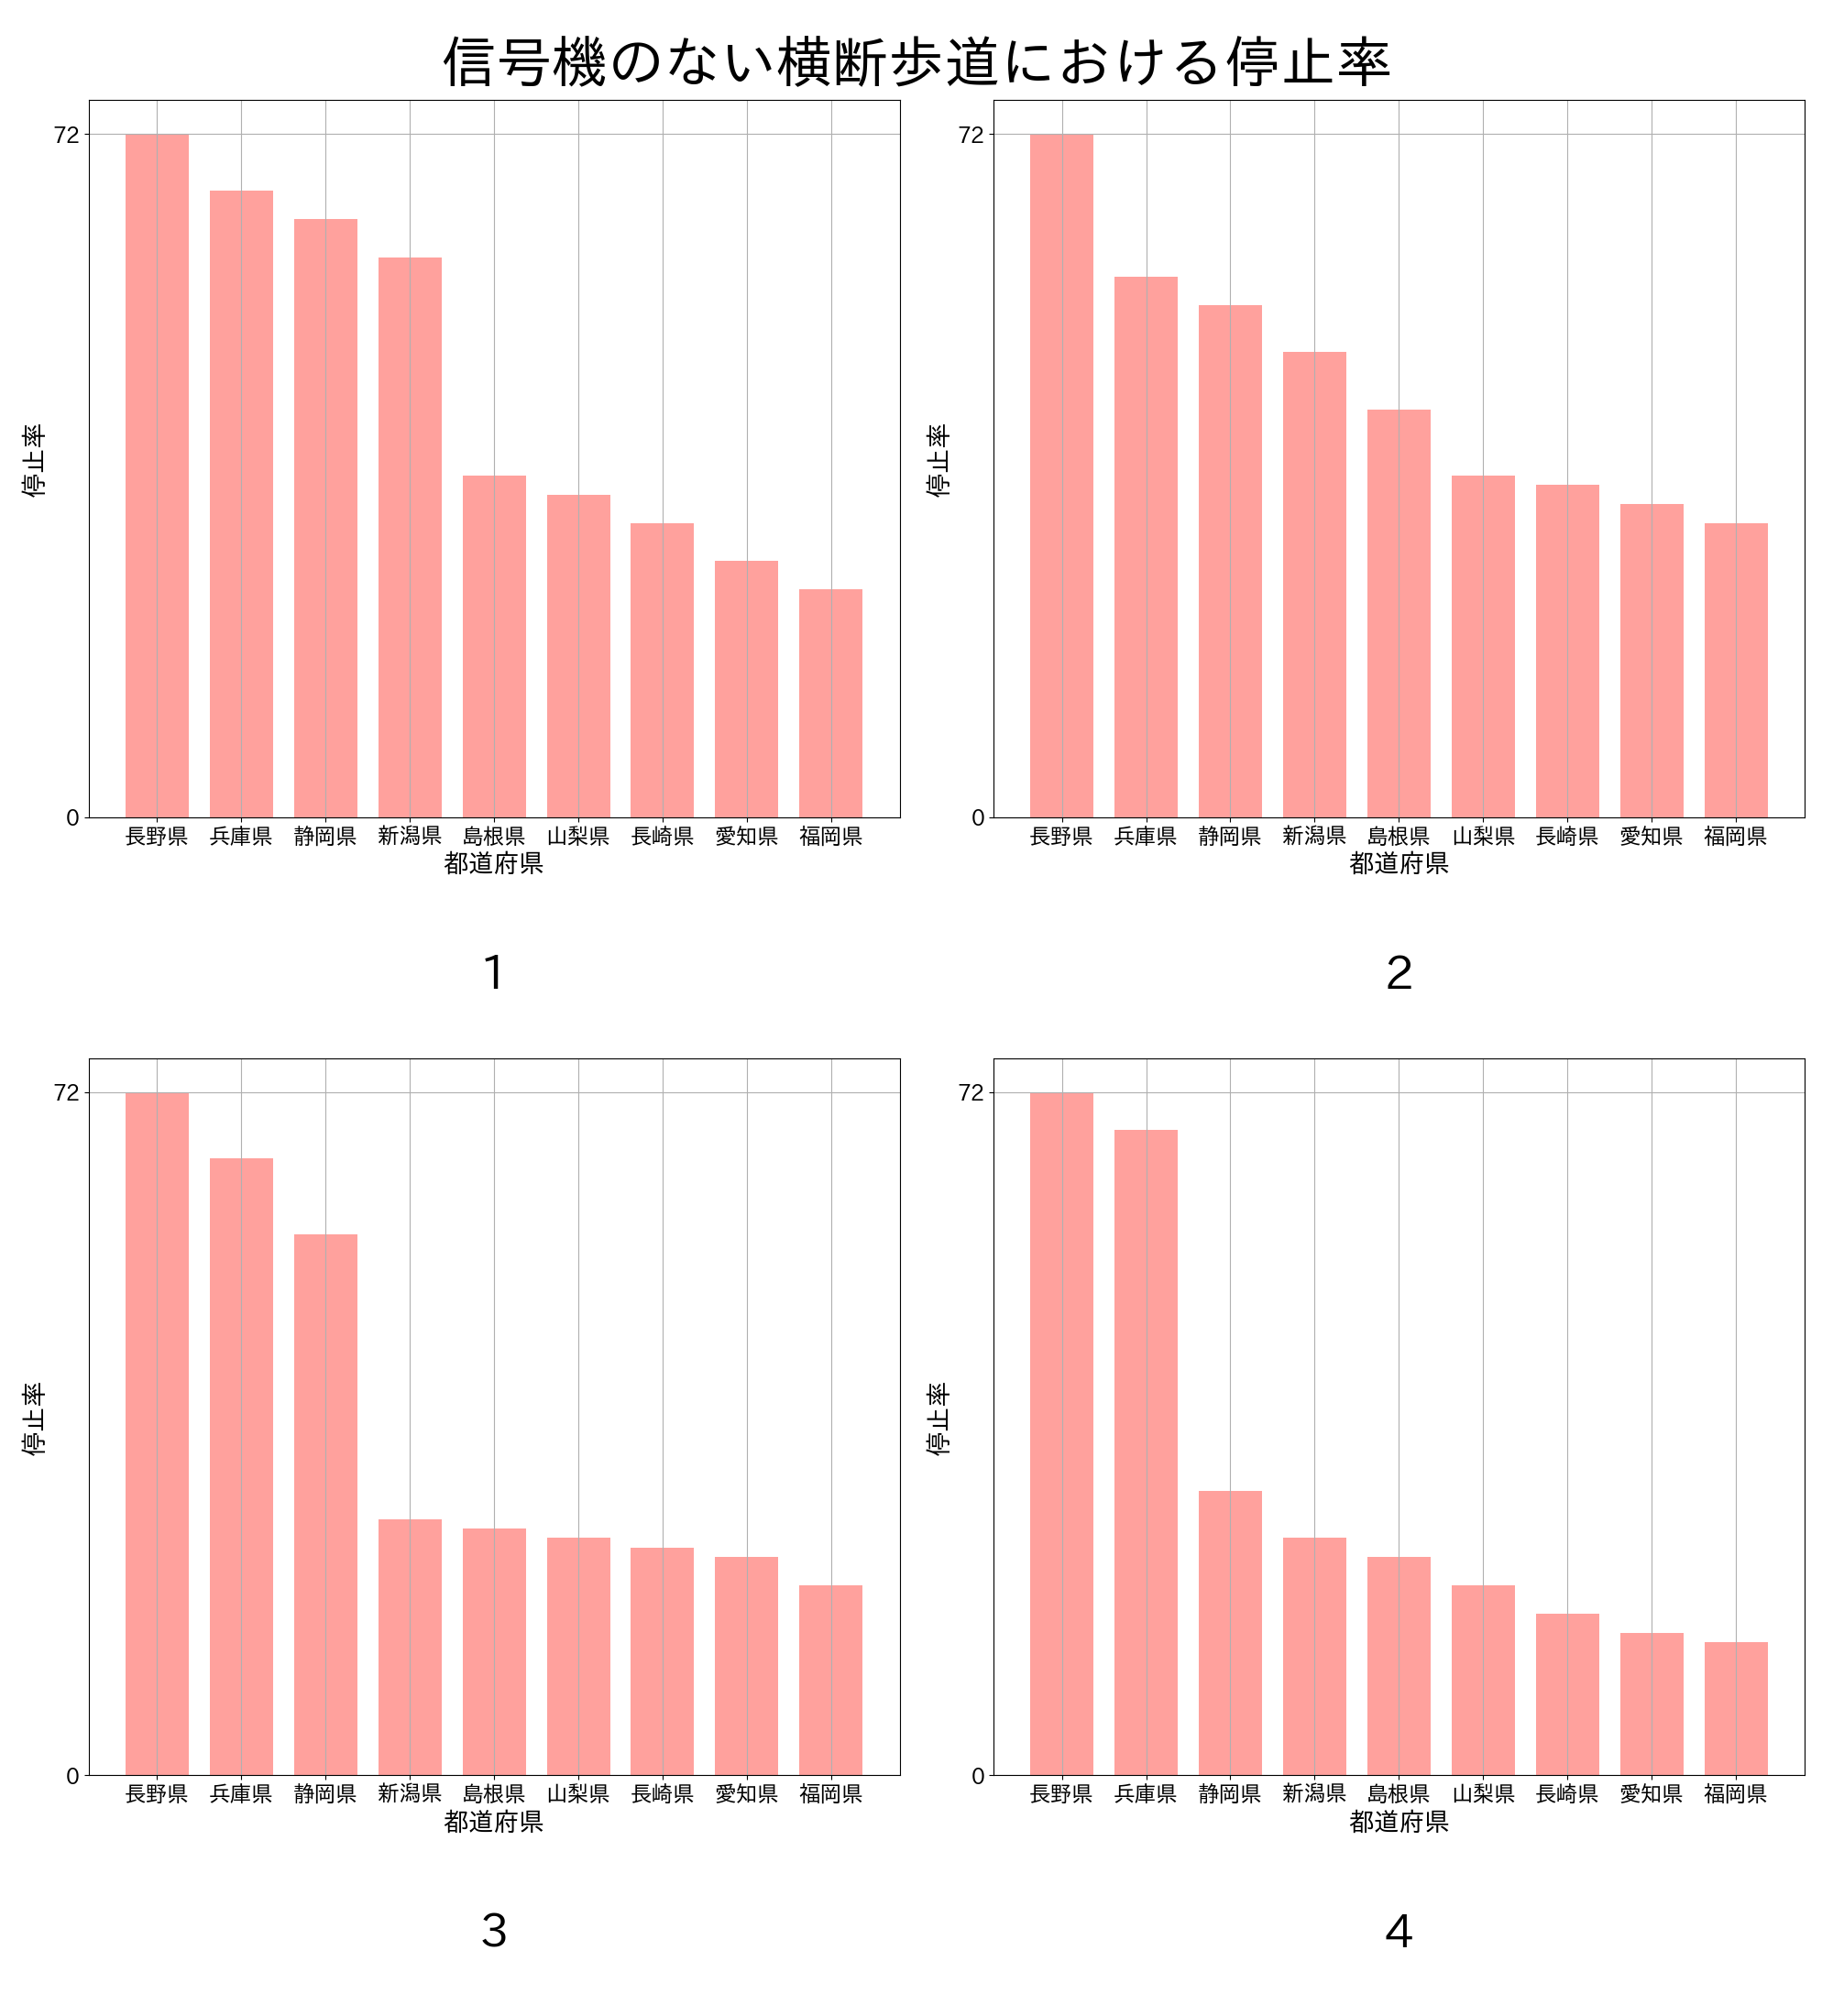 信号機のない横断歩道における停止率
72
0
停止率
長野県 兵庫県 静岡県 新潟県 島根県 山梨県 長崎県 愛知県 福岡県
都道府県
1
72
0
停止率
長野県 兵庫県 静岡県 新潟県 島根県 山梨県 長崎県 愛知県 福岡県
都道府県
2
72
0
停止率
長野県 兵庫県 静岡県 新潟県 島根県 山梨県 長崎県 愛知県 福岡県
都道府県
3
72
0
停止率
長野県 兵庫県 静岡県 新潟県 島根県 山梨県 長崎県 愛知県 福岡県
都道府県
4